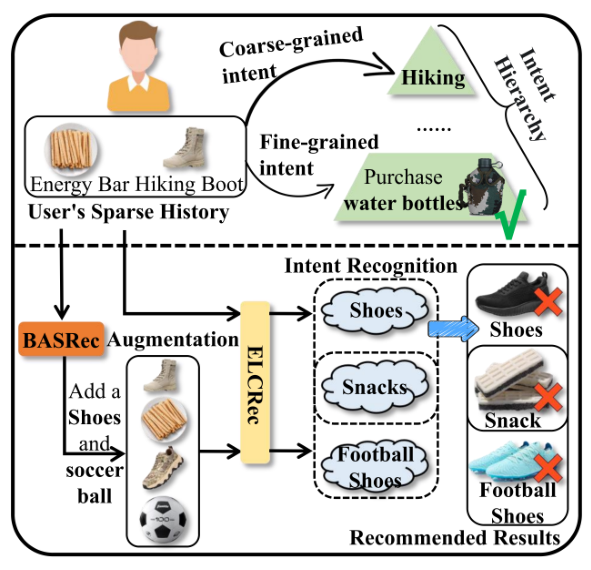 Coarse-grained
intent
Hiking
Intent
Hierarchy
......
Fine-grained
intent
Purchase
water bottles
Energy Bar Hiking Boot
User's Sparse History
Intent Recognition
BASRec
Augmentation
Add a
Shoes
and
soccer
ball
ELCRec
Shoes
Snacks
Football
Shoes
Shoes
Snack
Football
Shoes
Recommended Results